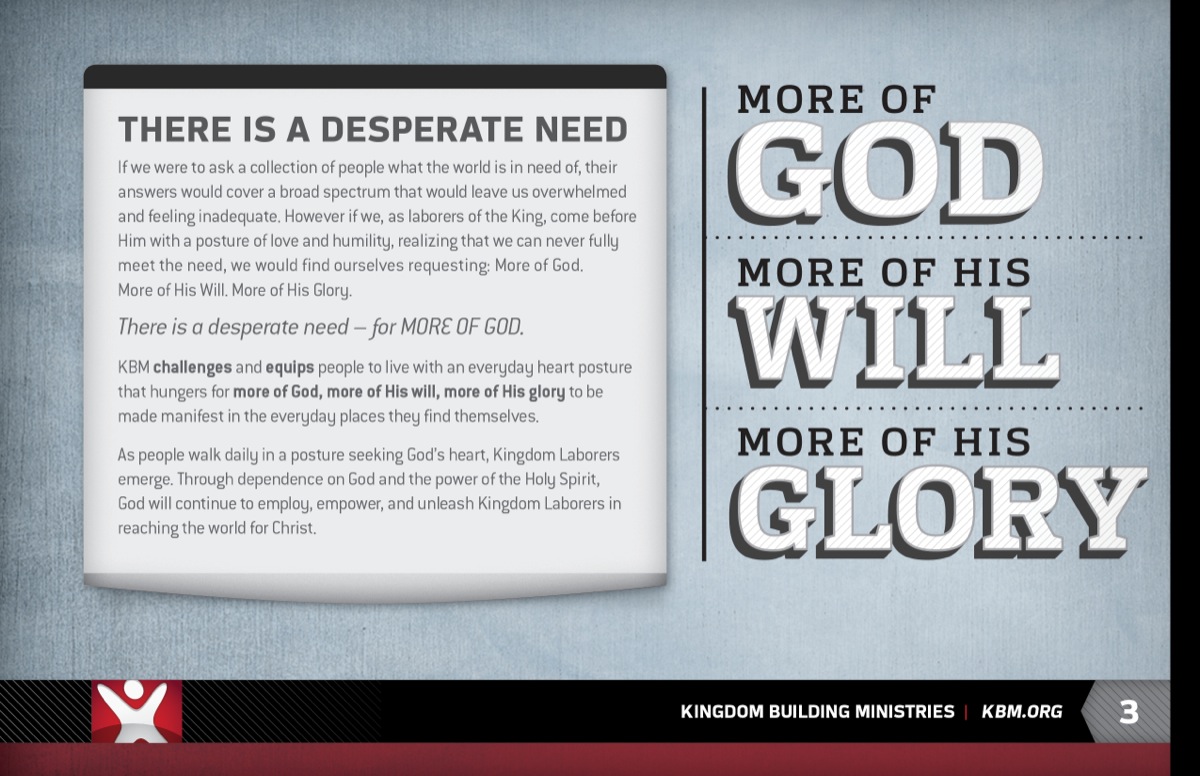 THERE IS A DESPERATE NEED
If we were to ask a collection of people what the world is in need of, their
answers would cover a broad spectrum that would leave us overwhelmed
and feeling inadequate. However if we, as laborers of the King, come before
Him with a posture of love and humility, realizing that we can never fully
meet the need, we would find ourselves requesting: More of God.
More of His Will. More of His Glory.
There is a desperate need – for MORE OF GOD.
KBM challenges and equips people to live with an everyday heart posture
that hungers for more of God, more of His will, more of His glory to be
made manifest in the everyday places they find themselves.
As people walk daily in a posture seeking God's heart, Kingdom Laborers
emerge. Through dependence on God and the power of the Holy Spirit,
God will continue to employ, empower, and unleash Kingdom Laborers in
reaching the world for Christ.
MORE OF
GOD
MORE OF HIS
WILL
MORE OF HIS
GLORY
KINGDOM BUILDING MINISTRIES | KBM.ORG
3